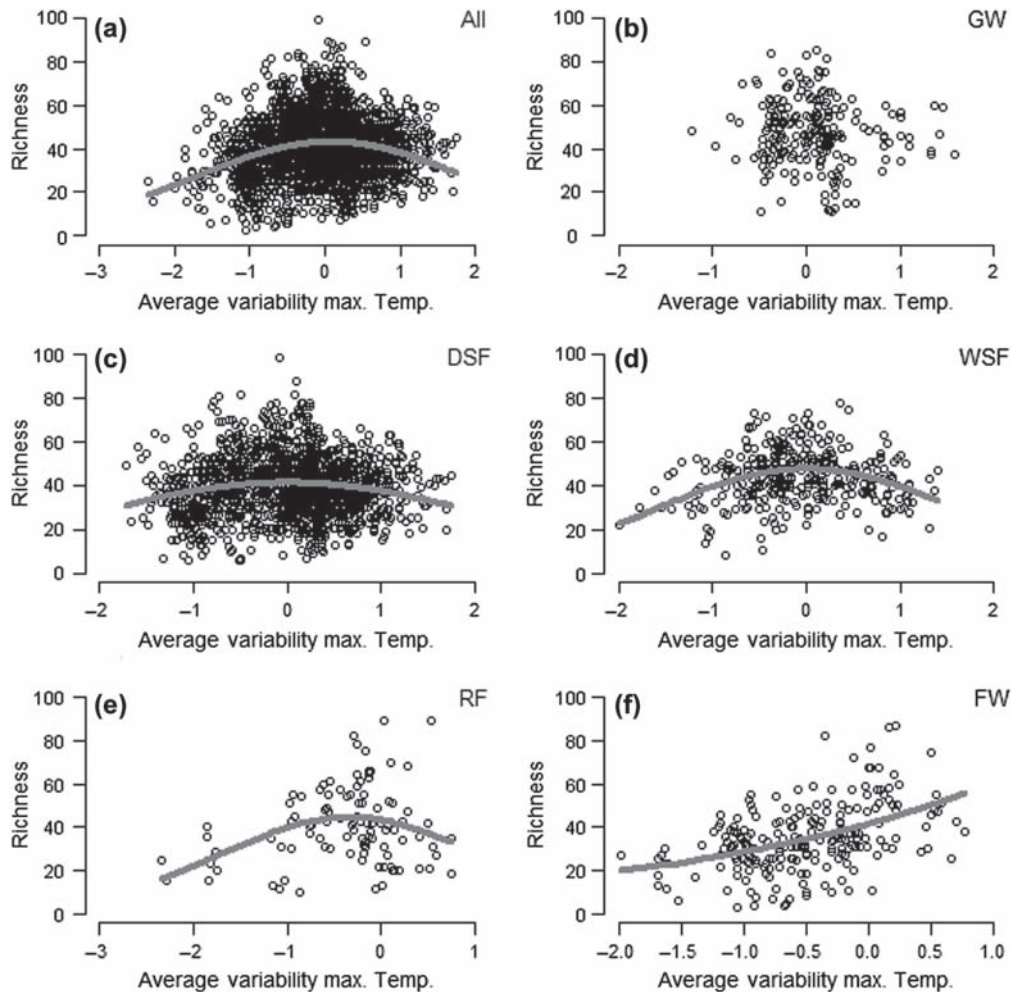 (a) All
100
80
60
40
20
0
Richness
–3 –2 –1 0 1 2
Average variability max. Temp.
(b) GW
100
80
60
40
20
0
Richness
–2 –1 0 1 2
Average variability max. Temp.
(c) DSF
100
80
60
40
20
0
Richness
–2 –1 0 1 2
Average variability max. Temp.
(d) WSF
100
80
60
40
20
0
Richness
–2 –1 0 1 2
Average variability max. Temp.
(e) RF
100
80
60
40
20
0
Richness
–3 –2 –1 0 1
Average variability max. Temp.
(f) FW
100
80
60
40
20
0
Richness
–2.0 –1.5 –1.0 –0.5 0.0 0.5 1.0
Average variability max. Temp.